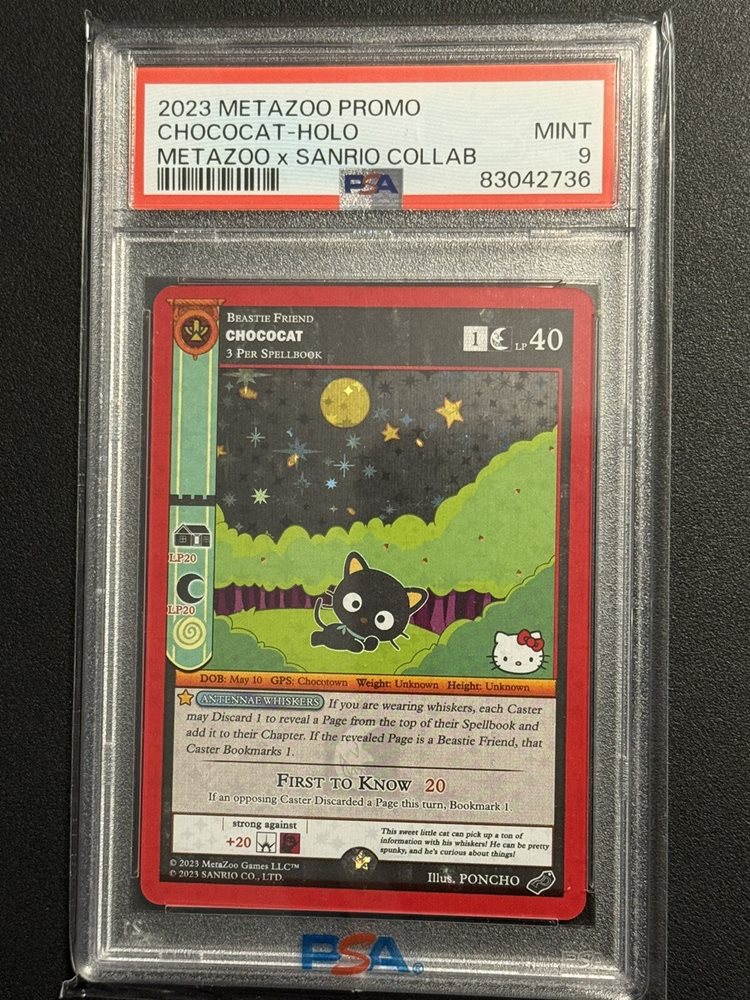 2023 METAZOO PROMO
CHOCOCAT-HOLO MINT
METAZOO x SANRIO COLLAB 9
PSA 83042736
BEASTIE FRIEND
CHOCOCAT
3 PER SPELLBOOK
1 LP 40
LP20
LP20
DOB: May 10 GPS: Chocotown Weight: Unknown Height: Unknown
ANTENNAE WHISKERS If you are wearing whiskers, each Caster
may Discard 1 to reveal a Page from the top of their Spellbook and
add it to their Chapter. If the revealed Page is a Beastie Friend, that
Caster Bookmarks 1.
FIRST TO KNOW 20
If an opposing Caster Discarded a Page this turn, Bookmark 1.
strong against
+20
This sweet little cat can pick up a ton of
information with his whiskers! He can be pretty
spunky, and he's curious about things!
© 2023 MetaZoo Games LLC™
© 2023 SANRIO CO., LTD.
Illus. PONCHO
PSA®